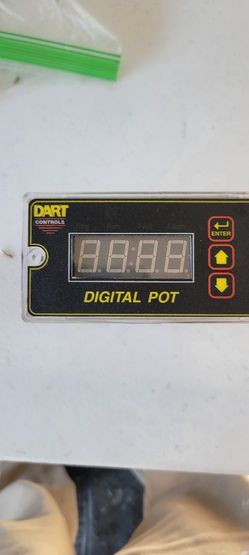 DART
CONTROLS
ENTER
DIGITAL POT